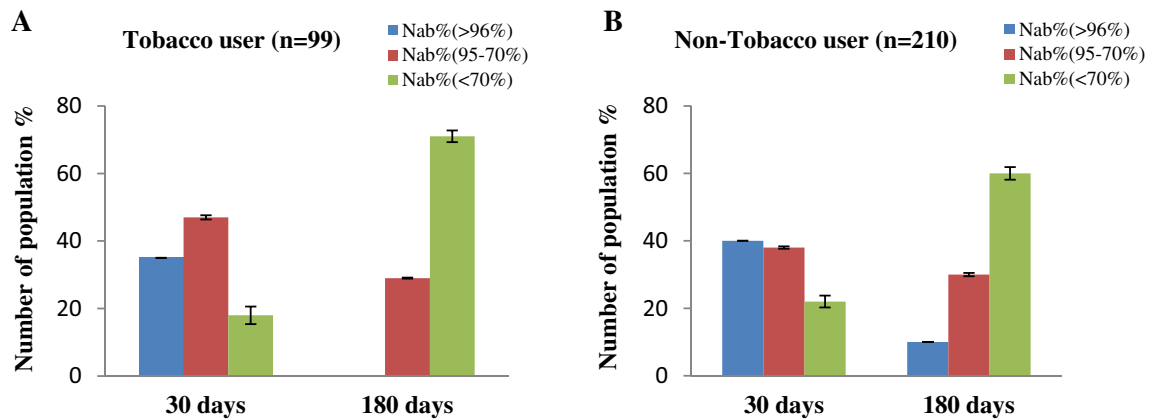 A
Tobacco user (n=99)
Nab%(>96%)
Nab%(95-70%)
Nab%(<70%)
Number of population %
80
60
40
20
0
30 days
180 days
B
Non-Tobacco user (n=210)
Nab%(>96%)
Nab%(95-70%)
Nab%(<70%)
Number of population %
80
60
40
20
0
30 days
180 days